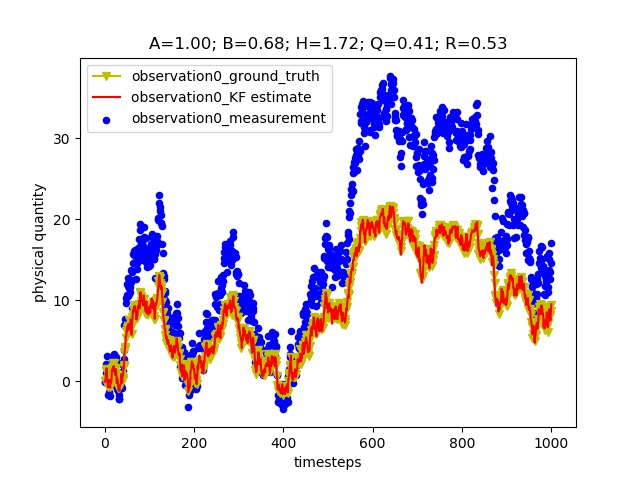 A=1.00; B=0.68; H=1.72; Q=0.41; R=0.53
observation0_ground_truth
observation0_KF estimate
observation0_measurement
30
20
10
0
physical quantity
0 200 400 600 800 1000
timesteps